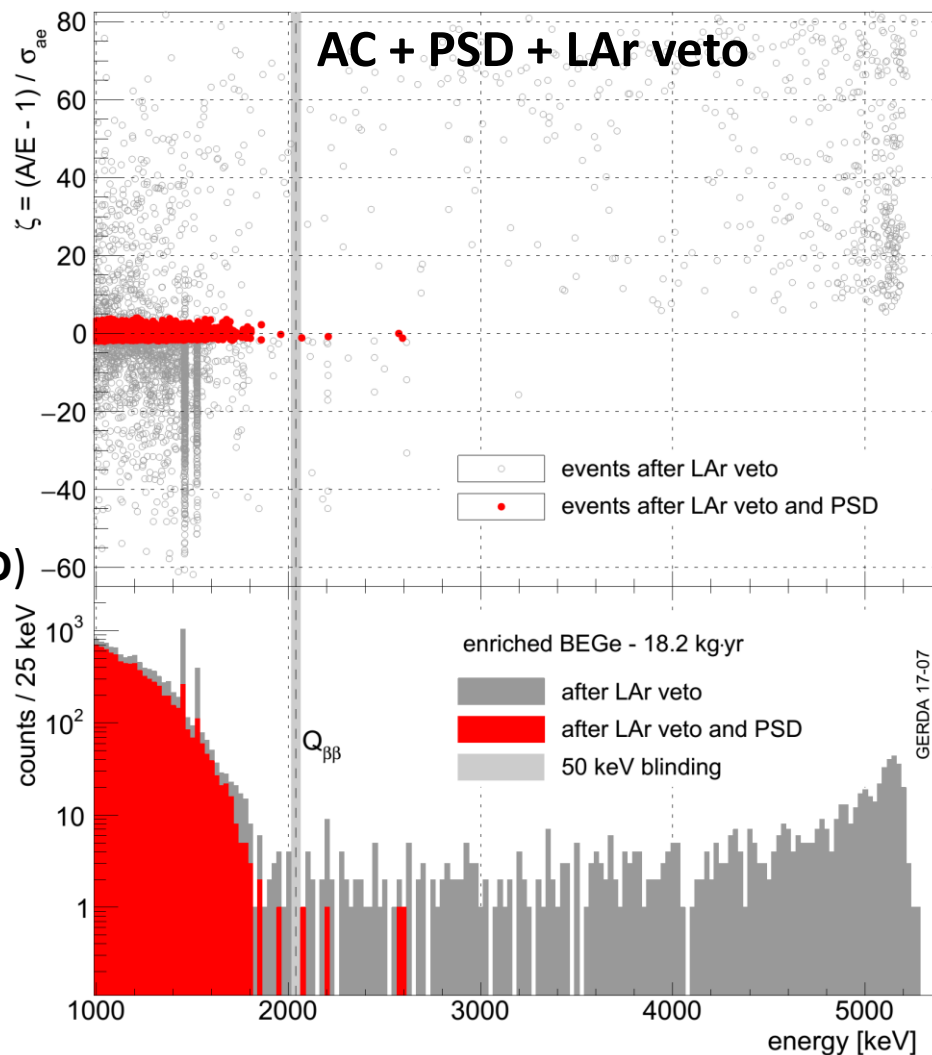 AC + PSD + LAr veto
ζ = (A/E - 1) / σae
80
60
40
20
0
−20
−40
−60
events after LAr veto
events after LAr veto and PSD
D)
counts / 25 keV
10³
10²
10
1
enriched BEGe - 18.2 kg·yr
after LAr veto
after LAr veto and PSD
50 keV blinding
Qββ
GERDA 17-07
1000
2000
3000
4000
5000
energy [keV]